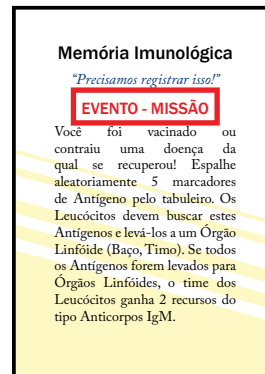 Memória Imunológica
“Precisamos registrar isso!”
EVENTO - MISSÃO
Você foi vacinado ou
contraiu uma doença da
qual se recuperou! Espalhe
aleatoriamente 5 marcadores
de Antígeno pelo tabuleiro. Os
Leucócitos devem buscar estes
Antígenos e levá-los a um Órgão
Linfóide (Baço, Timo). Se todos
os Antígenos forem levados para
Órgãos Linfóides, o time dos
Leucócitos ganha 2 recursos do
tipo Anticorpos IgM.